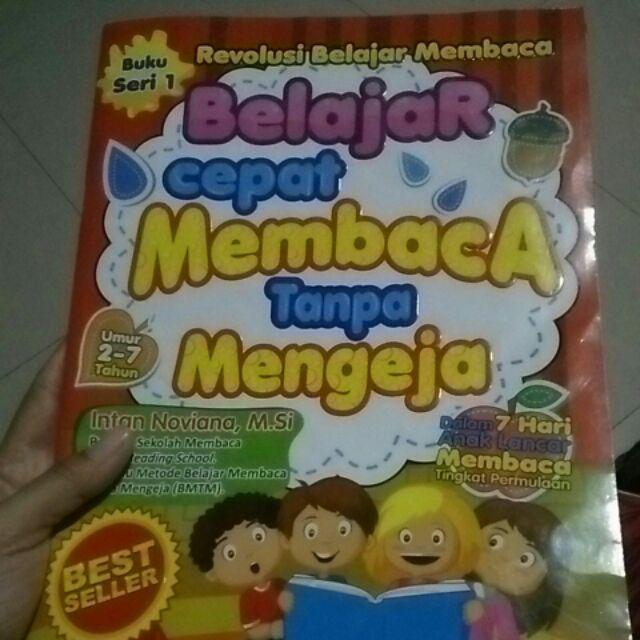 Buku
Seri 1
Revolusi Belajar Membaca
BelajaR
cepat
MembacA
Tanpa
Mengeja
Umur
2-7
Tahun
Intan Noviana, M.Si
Sekolah Membaca
Reading School.
Metode Belajar Membaca
Mengeja (BMTM)
Dalam 7 Hari
Anak Lancar
Membaca
Tingkat Permulaan
BEST
SELLER